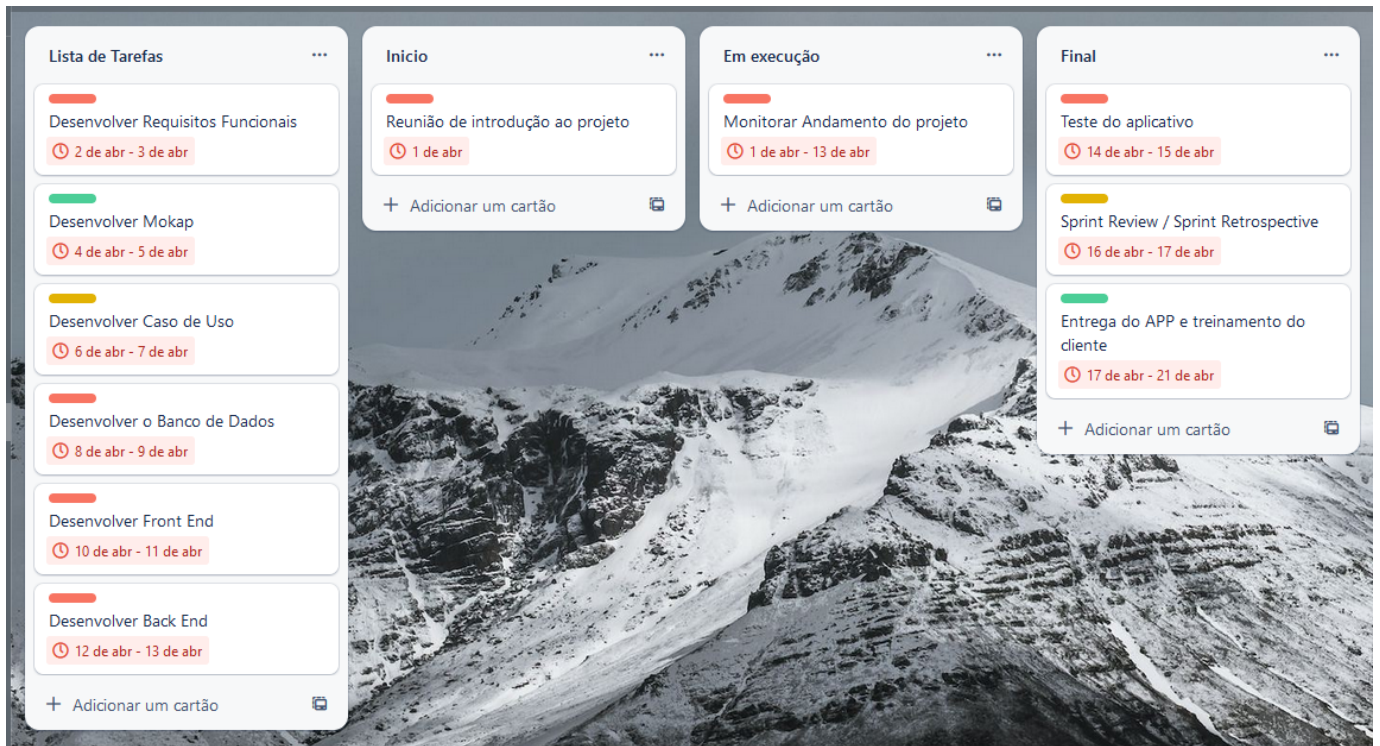 Lista de Tarefas
Desenvolver Requisitos Funcionais
2 de abr - 3 de abr
Desenvolver Mokap
4 de abr - 5 de abr
Desenvolver Caso de Uso
6 de abr - 7 de abr
Desenvolver o Banco de Dados
8 de abr - 9 de abr
Desenvolver Front End
10 de abr - 11 de abr
Desenvolver Back End
12 de abr - 13 de abr
Adicionar um cartão
Inicio
Reunião de introdução ao projeto
1 de abr
Adicionar um cartão
Em execução
Monitorar Andamento do projeto
1 de abr - 13 de abr
Adicionar um cartão
Final
Teste do aplicativo
14 de abr - 15 de abr
Sprint Review / Sprint Retrospective
16 de abr - 17 de abr
Entrega do APP e treinamento do
cliente
17 de abr - 21 de abr
Adicionar um cartão